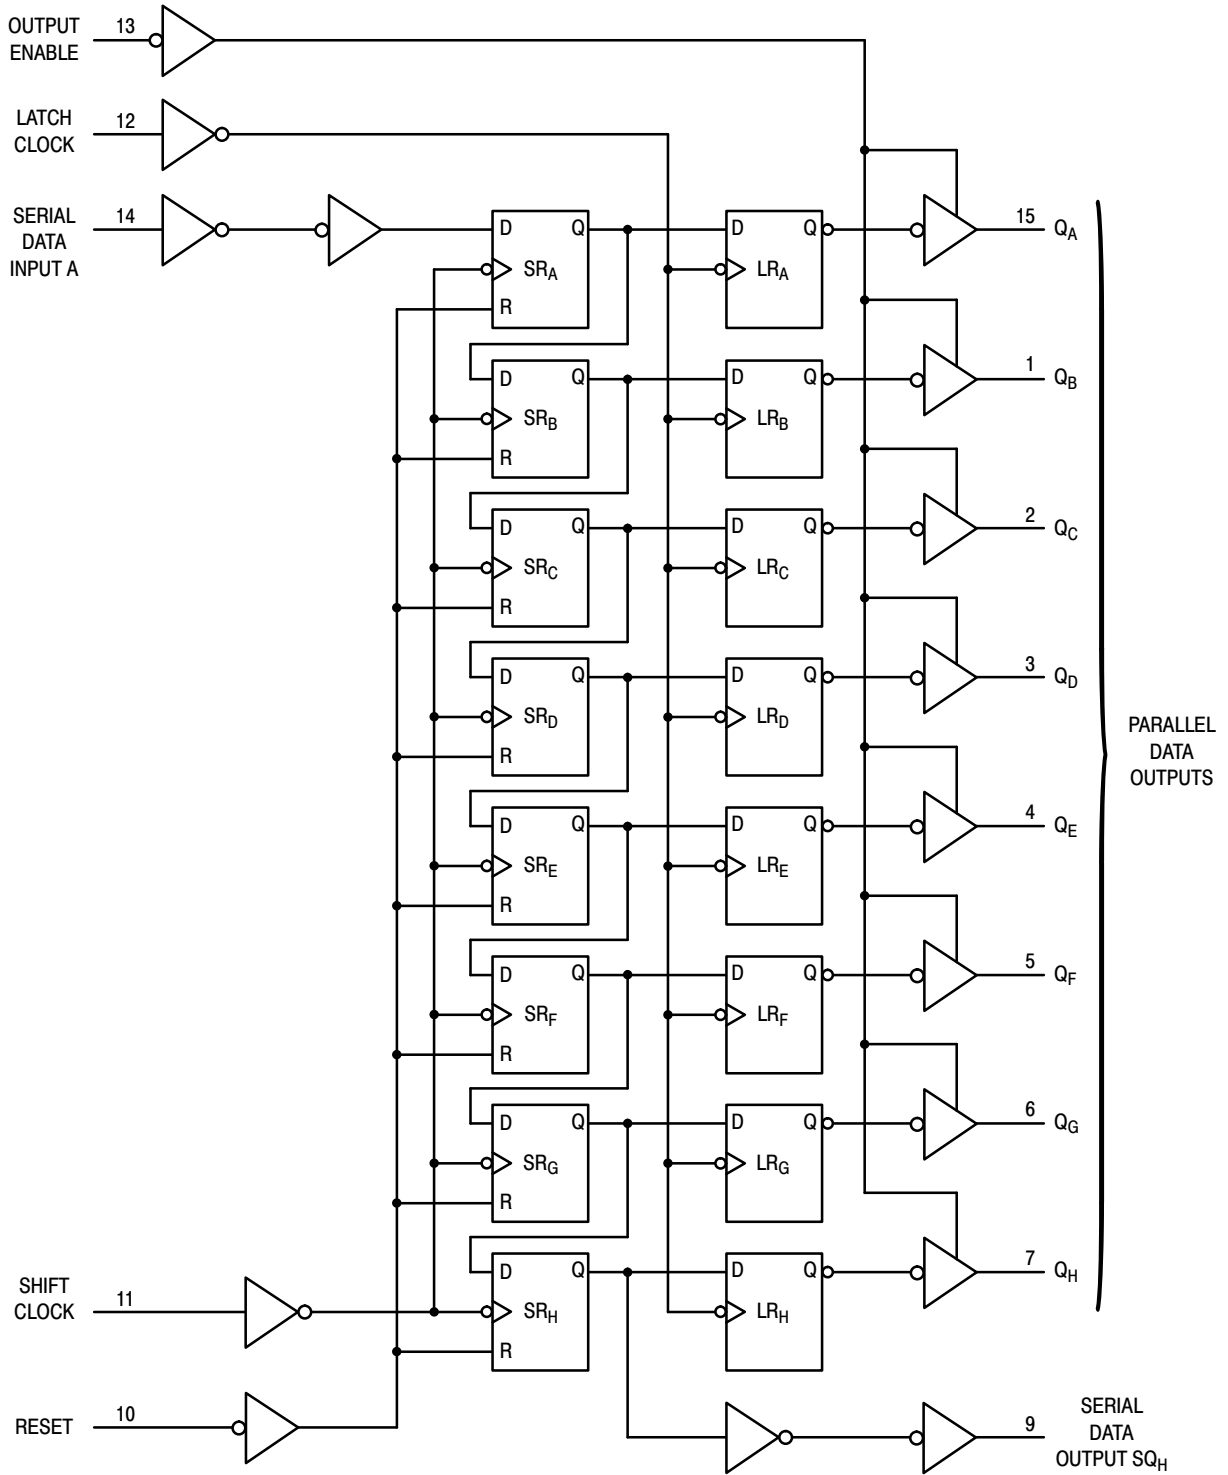 OUTPUT
ENABLE
13
LATCH
CLOCK
12
SERIAL
DATA
INPUT A
14
D Q
SRA
R
D Q
LRA
15 QA
D Q
SRB
R
D Q
LRB
1 QB
D Q
SRC
R
D Q
LRC
2 QC
D Q
SRD
R
D Q
LRD
3 QD
PARALLEL
DATA
OUTPUTS
D Q
SRE
R
D Q
LRE
4 QE
D Q
SRF
R
D Q
LRF
5 QF
D Q
SRG
R
D Q
LRG
6 QG
SHIFT
CLOCK
11
D Q
SRH
R
D Q
LRH
7 QH
RESET
10
9
SERIAL
DATA
OUTPUT SQH